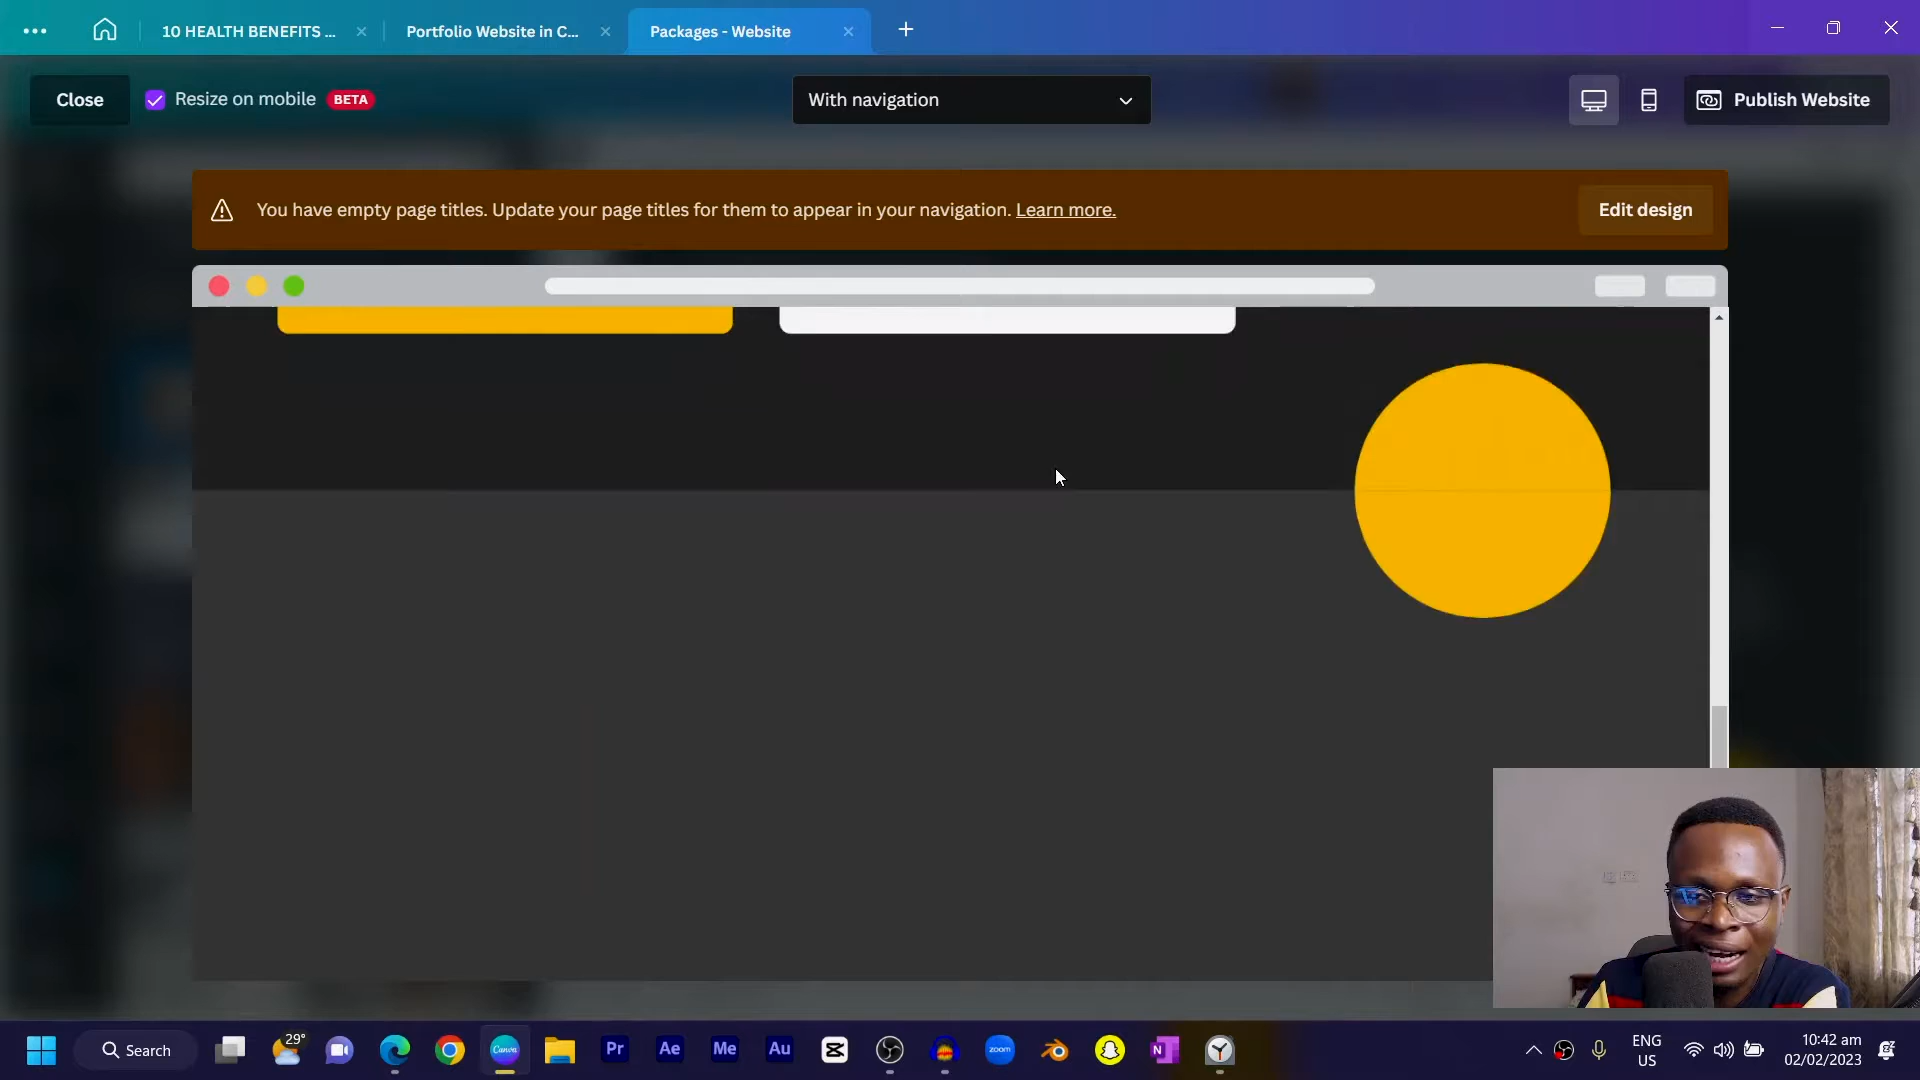 10 HEALTH BENEFITS ...
Portfolio Website in C...
Packages - Website
Close
Resize on mobile BETA
With navigation
Publish Website
You have empty page titles. Update your page titles for them to appear in your navigation. Learn more.
Edit design
29°
Search
Canva
Pr
Ae
Me
Au
zoom
N
ENG
US
10:42 am
02/02/2023